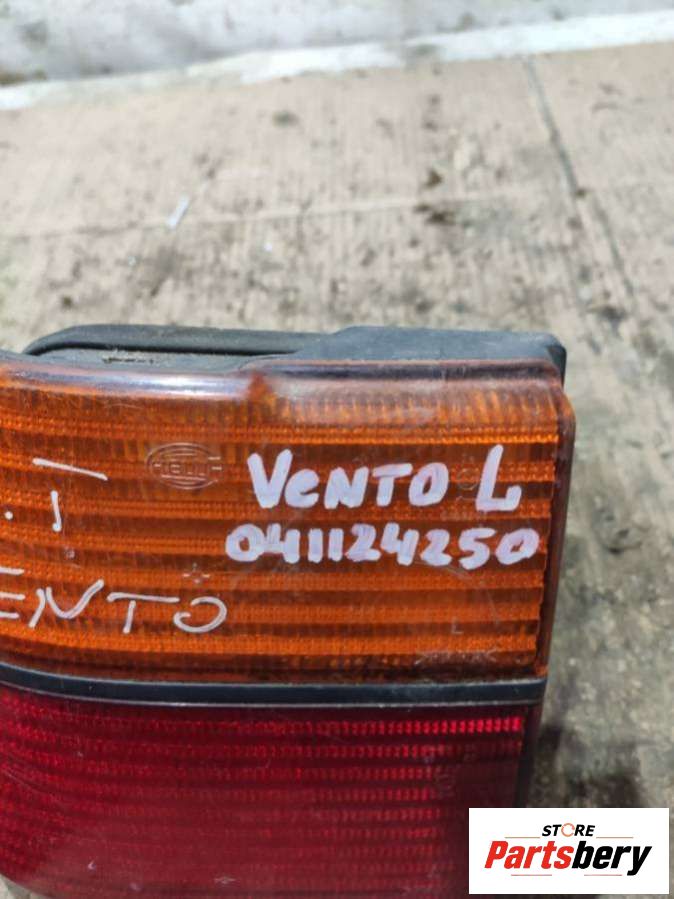 HELLA
VENTO L
041124250
.T
ENTO
L
STORE
Partsbery